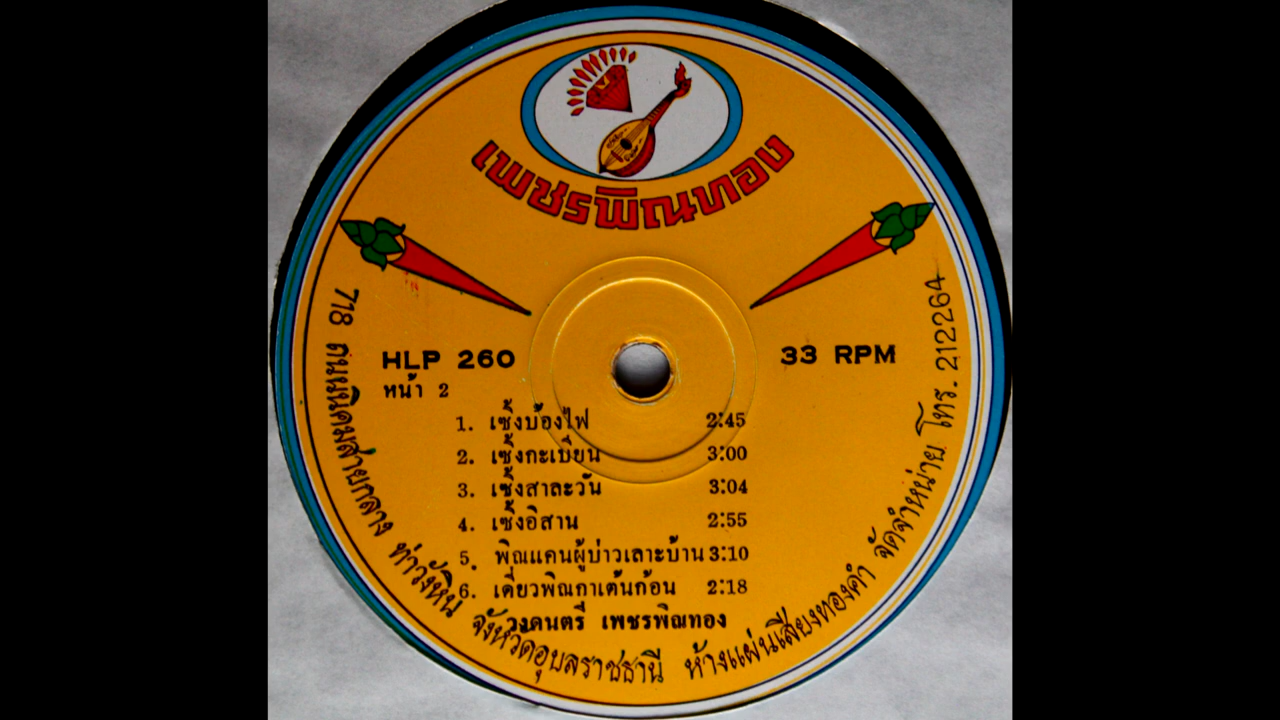 เพชรพิณทอง
HLP 260
33 RPM
หน้า 2
1. เซิ้งบ้องไฟ 2:45
2. เซิ้งกะเบียน 3:00
3. เซิ้งสาละวัน 3:04
4. เซิ้งอิสาน 2:55
5. พิณแคนผู้บ่าวเลาะบ้าน 3:10
6. เดี่ยวพิณกาเต้นก้อน 2:18
วงดนตรี เพชรพิณทอง
718 ถนนนิคมสายกลาง ท่าวังหิน จังหวัดอุบลราชธานี ห้างแผ่นเสียงทองคำ จัดจำหน่าย โทร. 212264